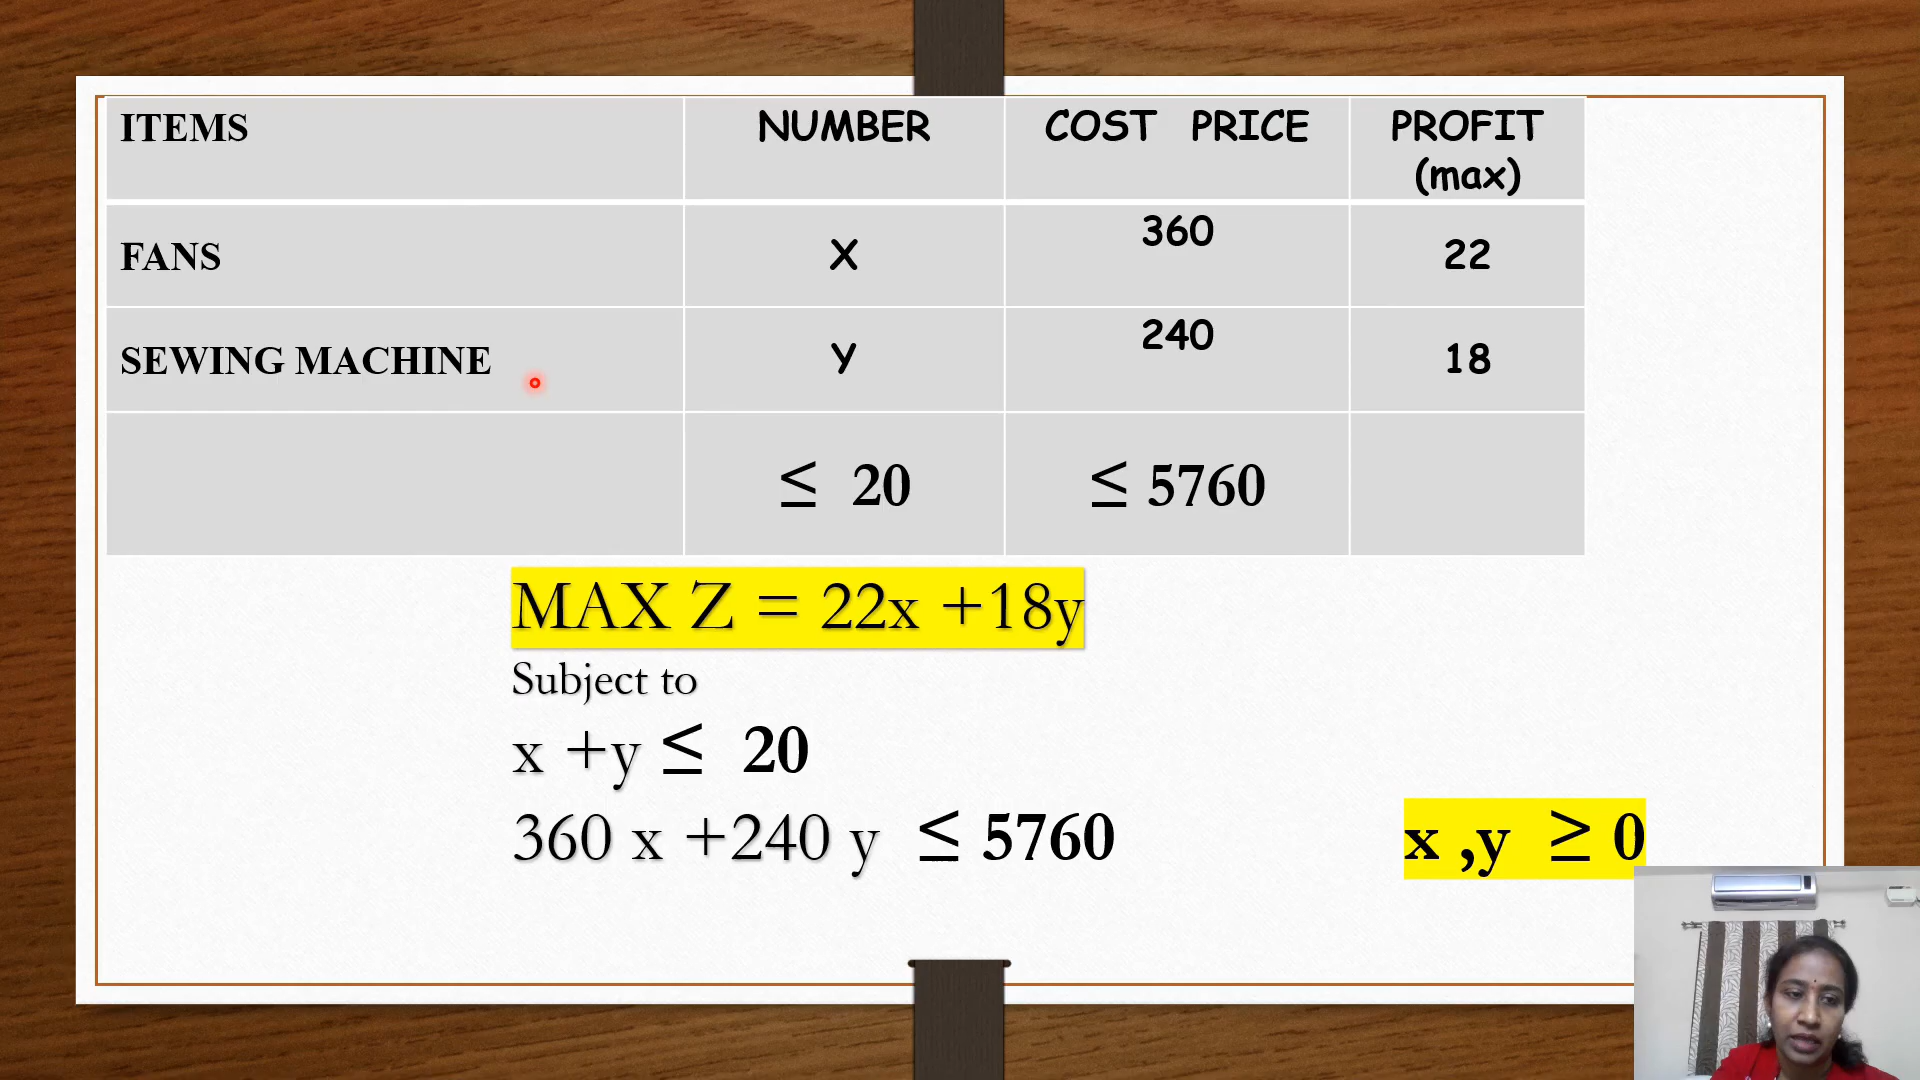 ITEMS NUMBER COST PRICE PROFIT (max)
FANS X 360 22
SEWING MACHINE Y 240 18
≤ 20 ≤ 5760
MAX Z = 22x +18y
Subject to
x +y ≤ 20
360 x +240 y ≤ 5760 x ,y ≥ 0